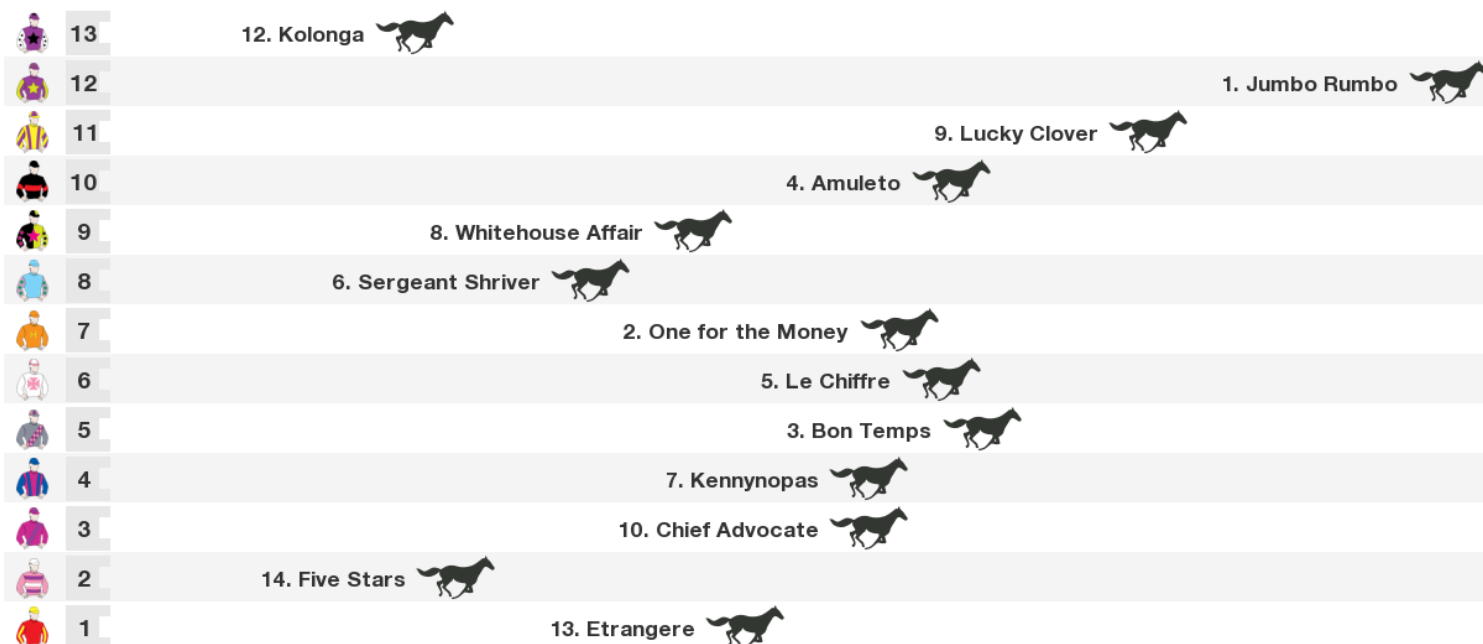 13 12. Kolonga
12 1. Jumbo Rumbo
11 9. Lucky Clover
10 4. Amuleto
9 8. Whitehouse Affair
8 6. Sergeant Shriver
7 2. One for the Money
6 5. Le Chiffre
5 3. Bon Temps
4 7. Kennynopas
3 10. Chief Advocate
2 14. Five Stars
1 13. Etrangere